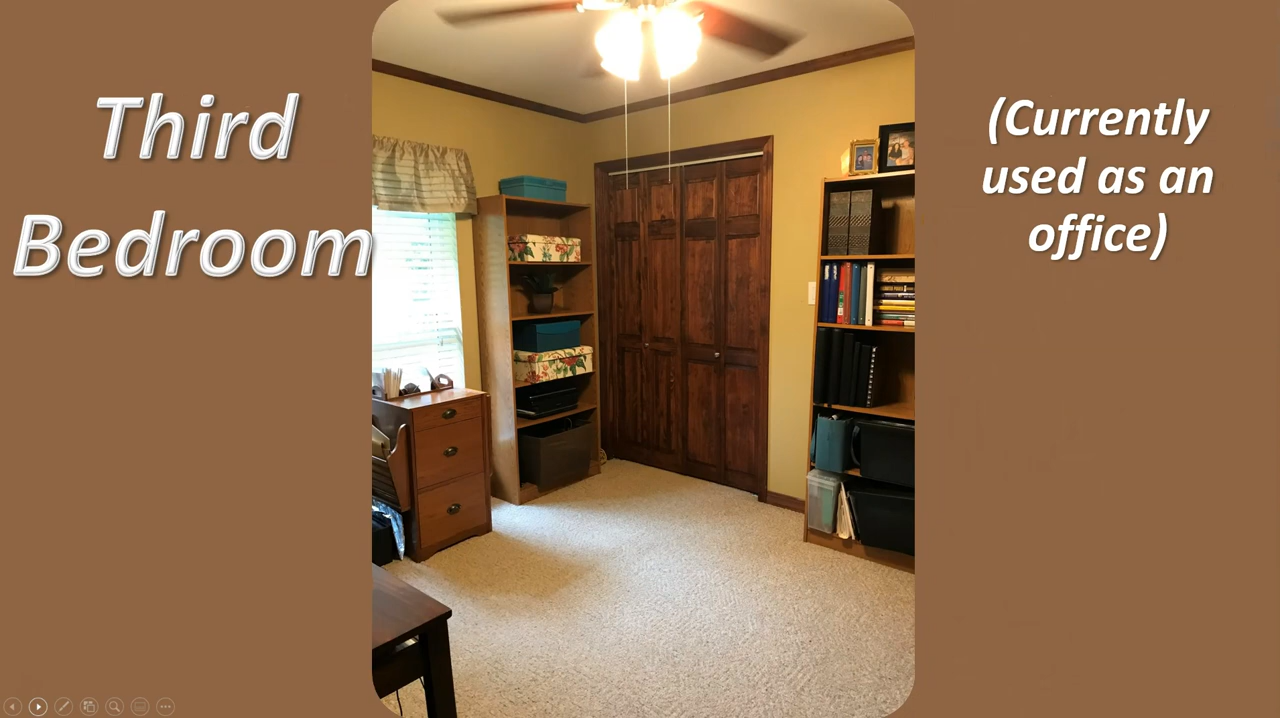 Third
Bedroom
(Currently
used as an
office)